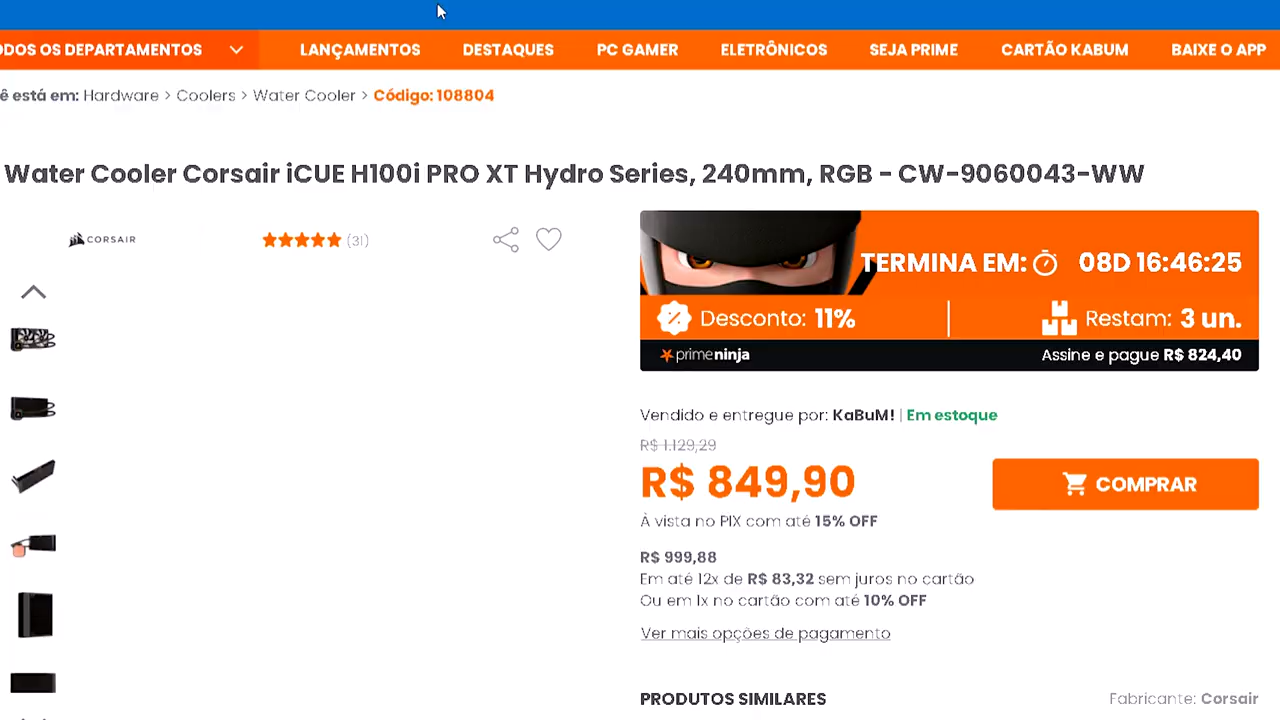 ODOS OS DEPARTAMENTOS
LANÇAMENTOS
DESTAQUES
PC GAMER
ELETRÔNICOS
SEJA PRIME
CARTÃO KABUM
BAIXE O APP
ê está em: Hardware > Coolers > Water Cooler > Código: 108804
Water Cooler Corsair iCUE H100i PRO XT Hydro Series, 240mm, RGB - CW-9060043-WW
CORSAIR
(31)
TERMINA EM: 08D 16:46:25
Desconto: 11%
Restam: 3 un.
primeninja
Assine e pague R$ 824,40
Vendido e entregue por: KaBuM! | Em estoque
R$ 1.129,29
R$ 849,90
COMPRAR
À vista no PIX com até 15% OFF
R$ 999,88
Em até 12x de R$ 83,32 sem juros no cartão
Ou em 1x no cartão com até 10% OFF
Ver mais opções de pagamento
PRODUTOS SIMILARES
Fabricante: Corsair